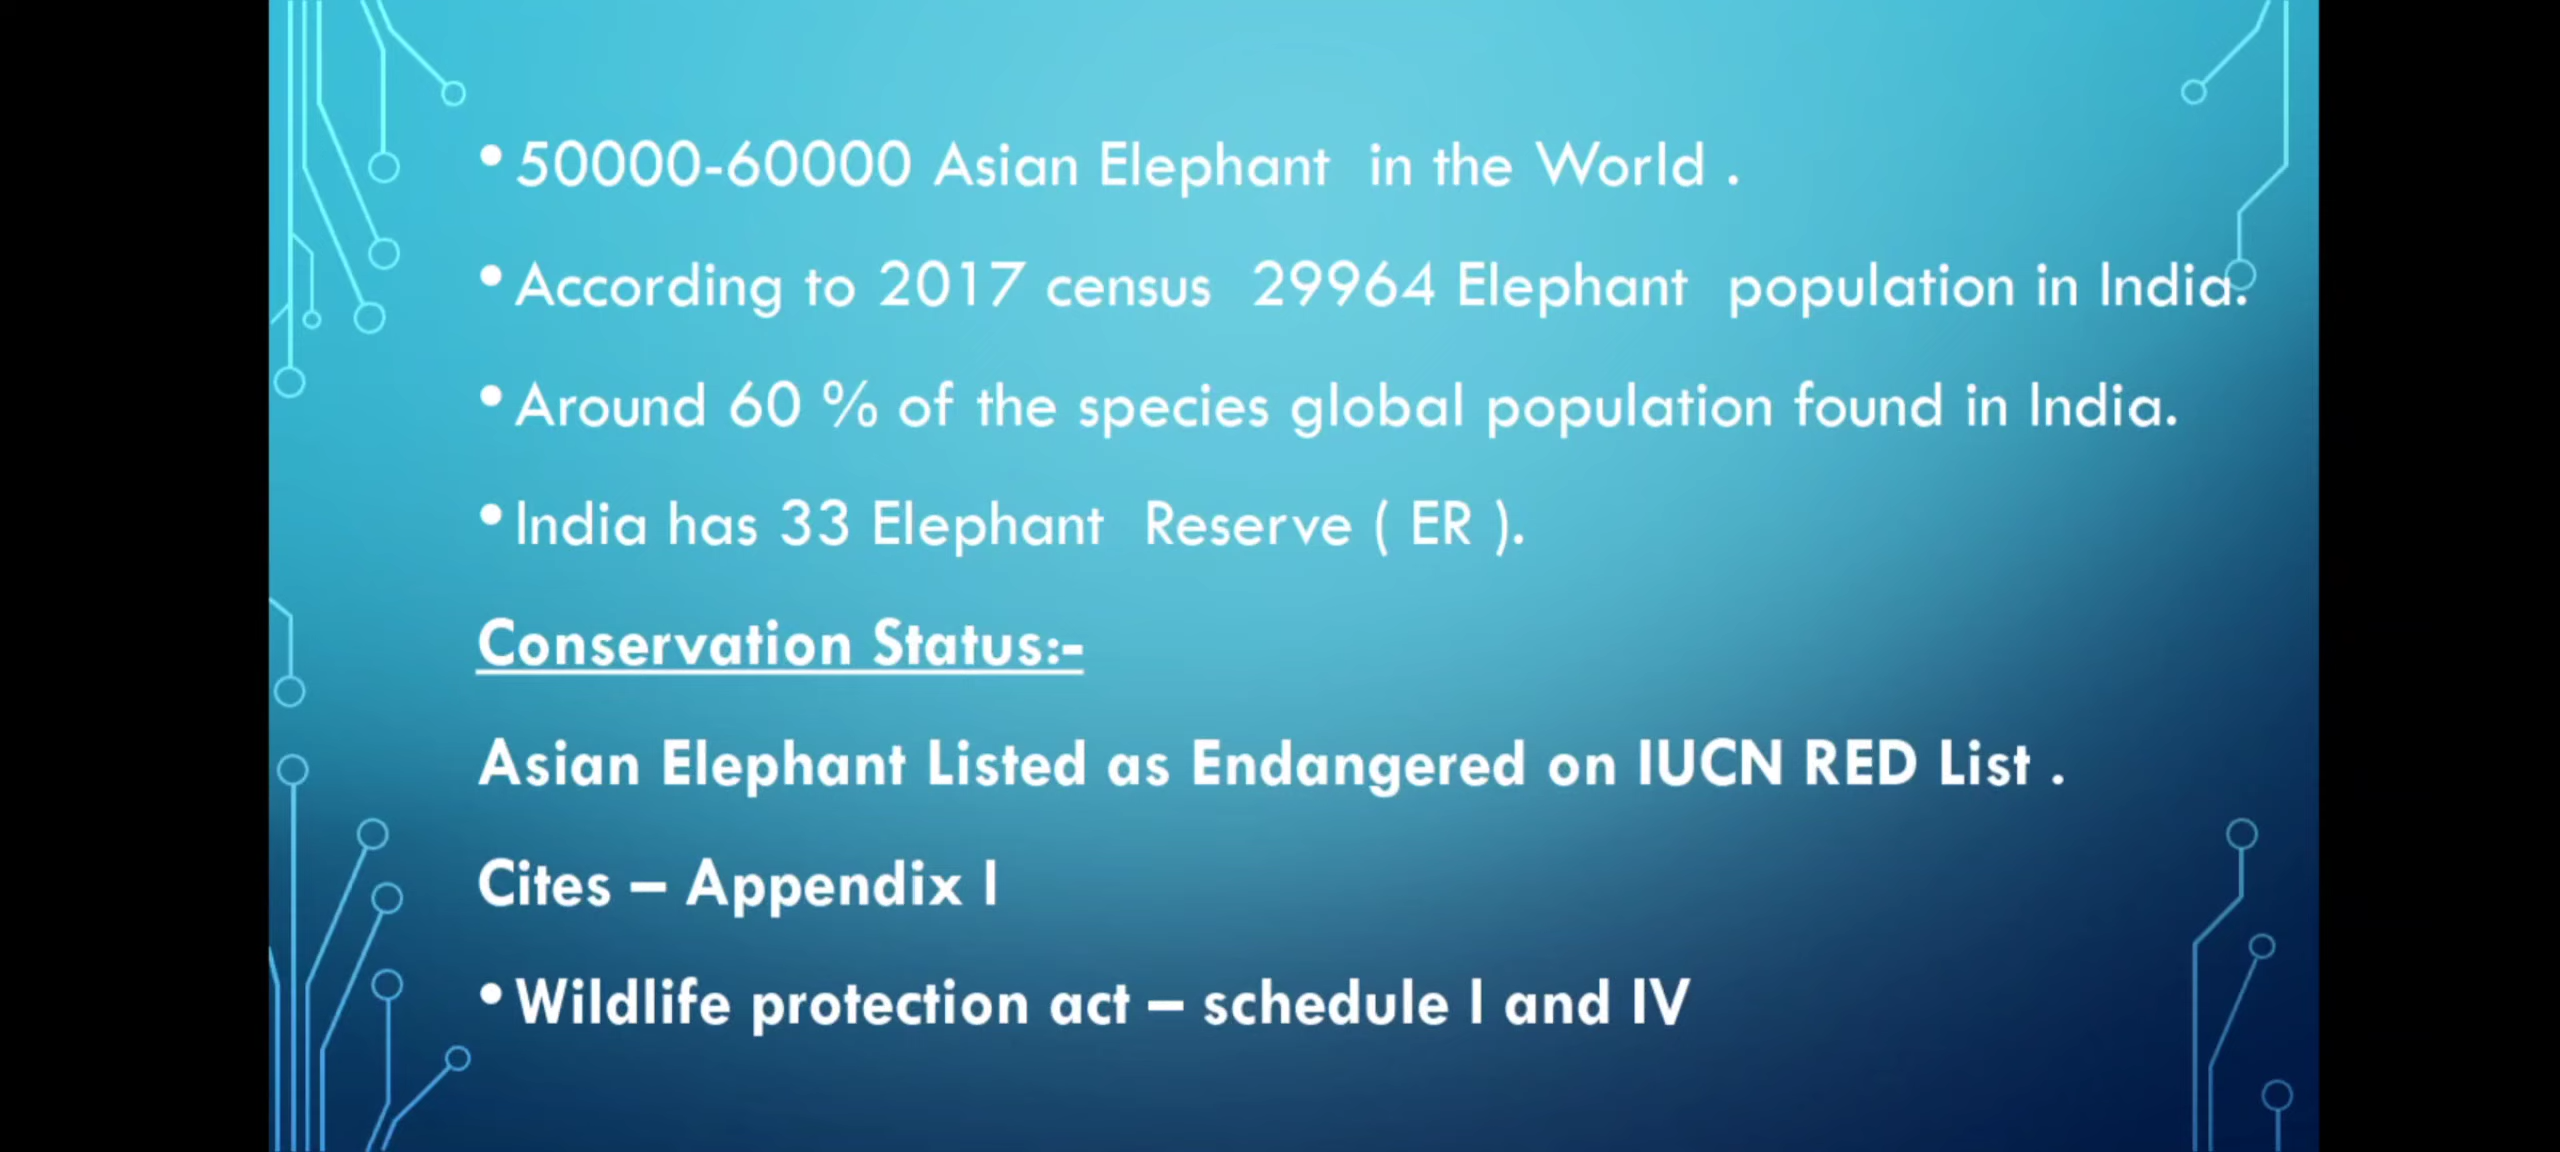 • 50000-60000 Asian Elephant in the World .
• According to 2017 census 29964 Elephant population in India.
• Around 60 % of the species global population found in India.
• India has 33 Elephant Reserve ( ER ).
Conservation Status:-
Asian Elephant Listed as Endangered on IUCN RED List .
Cites – Appendix I
• Wildlife protection act – schedule I and IV